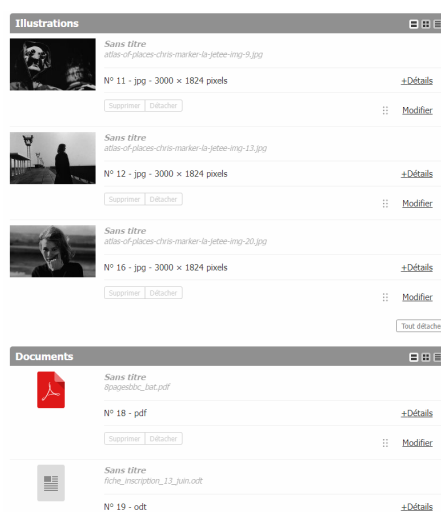 Illustrations
Sans titre
atlas-of-places-chris-marker-la-jetee-img-9.jpg
N° 11 - jpg - 3000 × 1824 pixels
+Détails
Supprimer Détacher
Modifier
Sans titre
atlas-of-places-chris-marker-la-jetee-img-13.jpg
N° 12 - jpg - 3000 × 1824 pixels
+Détails
Supprimer Détacher
Modifier
Sans titre
atlas-of-places-chris-marker-la-jetee-img-20.jpg
N° 16 - jpg - 3000 × 1824 pixels
+Détails
Supprimer Détacher
Modifier
Tout détache
Documents
Sans titre
8pagesbbc_bat.pdf
N° 18 - pdf
+Détails
Supprimer Détacher
Modifier
Sans titre
fiche_inscription_13_juin.odt
N° 19 - odt
+Détails